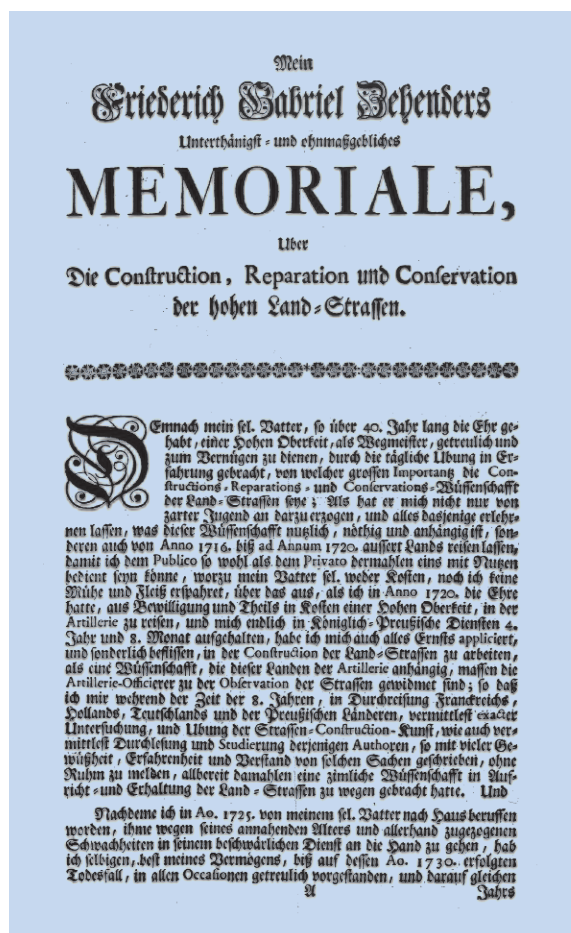 Mein
Friederich Gabriel Zehenders
Unterthänigst - und ohnmaßgebliches
MEMORIALE,
Uber
Die Construction, Reparation und Conservation
der hohen Land-Strassen.
DEmnach mein sel. Vatter, so über 40. Jahr lang die Ehr ge-
habt, einer Hohen Oberkeit, als Wegmeister, getreulich und
zum Vernügen zu dienen, durch die tägliche Ubung in Er-
fahrung gebracht, von welcher grossen Importanz die Con-
structions-Reparations- und Conservations-Wüssenschafft
der Land-Strassen seye; Als hat er mich nicht nur von
zarter Jugend an darzu erzogen, und alles dasjenige erlehr-
nen lassen, was dieser Wüssenschafft nutzlich, nöthig und anhängig ist, son-
deren auch von Anno 1716. biß ad Annum 1720. aussert Lands reisen lassen,
damit ich dem Publico so wohl als dem Privato dermahlen eins mit Nutzen
bedient seyn könne, worzu mein Vatter sel. weder Kosten, noch ich keine
Mühe und Fleiß erspahret, über das aus, als ich in Anno 1720. die Ehre
hatte, aus Bewilligung und Theils in Kosten einer Hohen Oberkeit, in der
Artillerie zu reisen, und mich endlich in Königlich-Preußische Diensten 4.
Jahr und 8. Monat aufgehalten, habe ich mich auch alles Ernsts appliciert,
und sonderlich beflissen, in der Construction der Land-Strassen zu arbeiten,
als eine Wüssenschafft, die dieser Landen der Artillerie anhängig, massen die
Artillerie-Officierer zu der Observation der Strassen gewidmet sind; so daß
ich mir wehrend der Zeit der 8. Jahren, in Durchreisung Franckreichs,
Hollands, Teutschlands und der Preußischen Länderen, vermittlest exacter
Untersuchung, und Ubung der Strassen-Construction-Kunst, wie auch ver-
mittlest Durchlesung und Studierung derjenigen Authoren, so mit vieler Ge-
wüßheit, Erfahrenheit und Verstand von solchen Sachen geschrieben, ohne
Ruhm zu melden, allbereit damahlen eine zimliche Wüssenschafft in Auf-
richt- und Erhaltung der Land-Strassen zu wegen gebracht hatte. Und
Nachdeme ich in Ao. 1725. von meinem sel. Vatter nach Haus beruffen
worden, ihme wegen seines annahenden Alters und allerhand zugezogenen
Schwachheiten in seinem beschwärlichen Dienst an die Hand zu gehen, hab
ich selbigen, best meines Vermögens, biß auf dessen Ao. 1730. erfolgten
Todesfall, in allen Occasionen getreulich vorgestanden, und darauf gleichen
A Jahrs